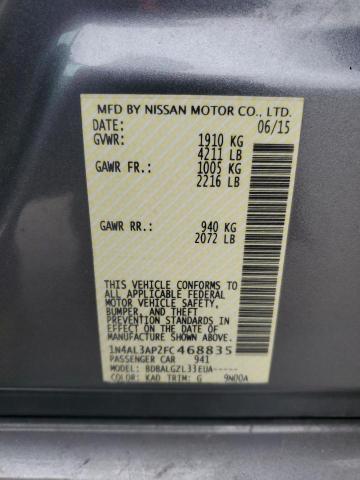 MFD BY NISSAN MOTOR CO., LTD.
DATE: 06/15
GVWR: 1910 KG
4211 LB
GAWR FR.: 1005 KG
2216 LB
GAWR RR.: 940 KG
2072 LB
THIS VEHICLE CONFORMS TO
ALL APPLICABLE FEDERAL
MOTOR VEHICLE SAFETY,
BUMPER, AND THEFT
PREVENTION STANDARDS IN
EFFECT ON THE DATE OF
MANUFACTURE SHOWN ABOVE.
1N4AL3AP2FC468835
PASSENGER CAR 941
MODEL: BDBALGZL33EUA-----
COLOR: KAD TRIM: G 9N00A